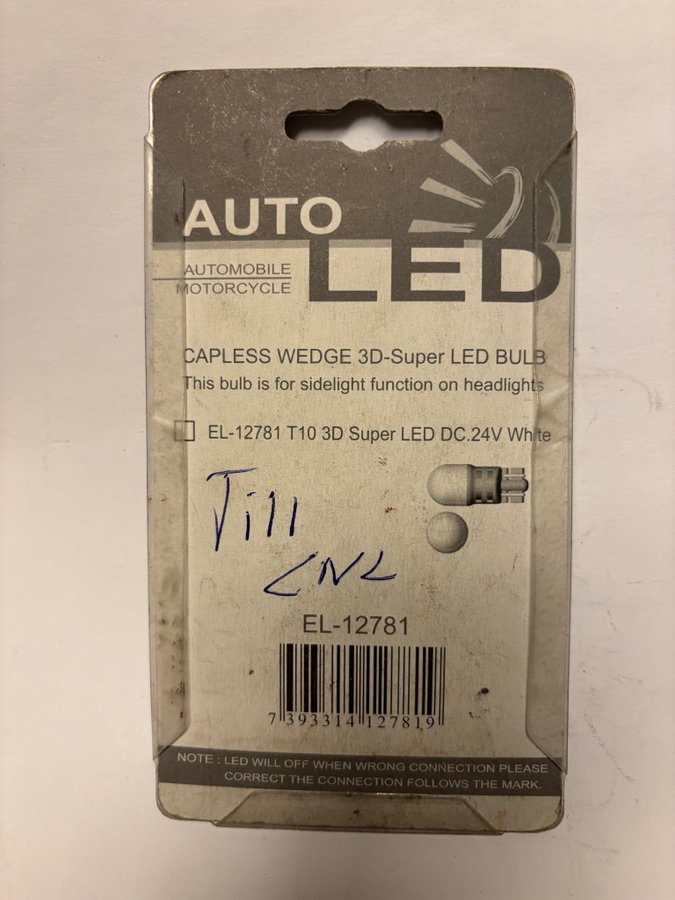 AUTO
LED
AUTOMOBILE
MOTORCYCLE
CAPLESS WEDGE 3D-Super LED BULB
This bulb is for sidelight function on headlights
EL-12781 T10 3D Super LED DC.24V White
Till
CNC
EL-12781
7 393314 127819
NOTE : LED WILL OFF WHEN WRONG CONNECTION PLEASE
CORRECT THE CONNECTION FOLLOWS THE MARK.